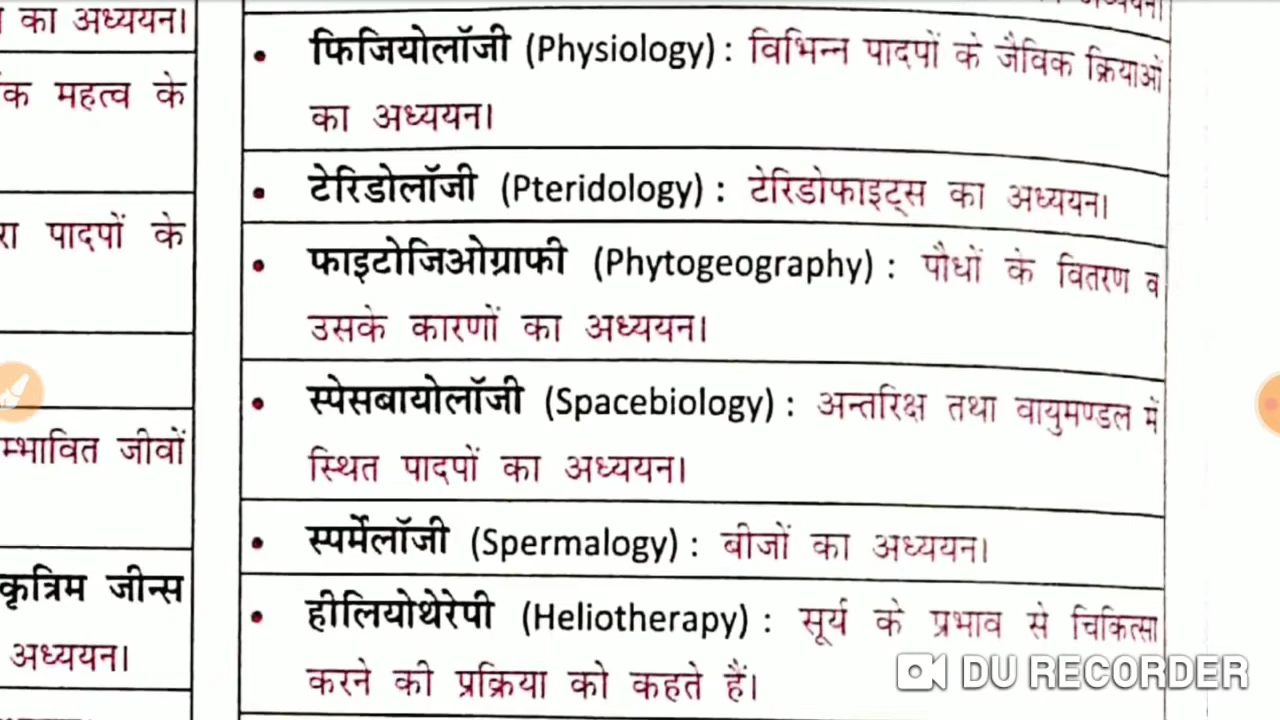 का अध्ययन।
क महत्व के
रा पादपों के
म्भावित जीवों
कृत्रिम जीन्स
अध्ययन।
• फिजियोलॉजी (Physiology) : विभिन्न पादपों के जैविक क्रियाओं
का अध्ययन।
• टेरिडोलॉजी (Pteridology) : टेरिडोफाइट्स का अध्ययन।
• फाइटोजिओग्राफी (Phytogeography) : पौधों के वितरण व
उसके कारणों का अध्ययन।
• स्पेसबायोलॉजी (Spacebiology) : अन्तरिक्ष तथा वायुमण्डल में
स्थित पादपों का अध्ययन।
• स्पर्मेलॉजी (Spermalogy) : बीजों का अध्ययन।
• हीलियोथेरेपी (Heliotherapy) : सूर्य के प्रभाव से चिकित्सा
करने की प्रक्रिया को कहते हैं।
DU RECORDER